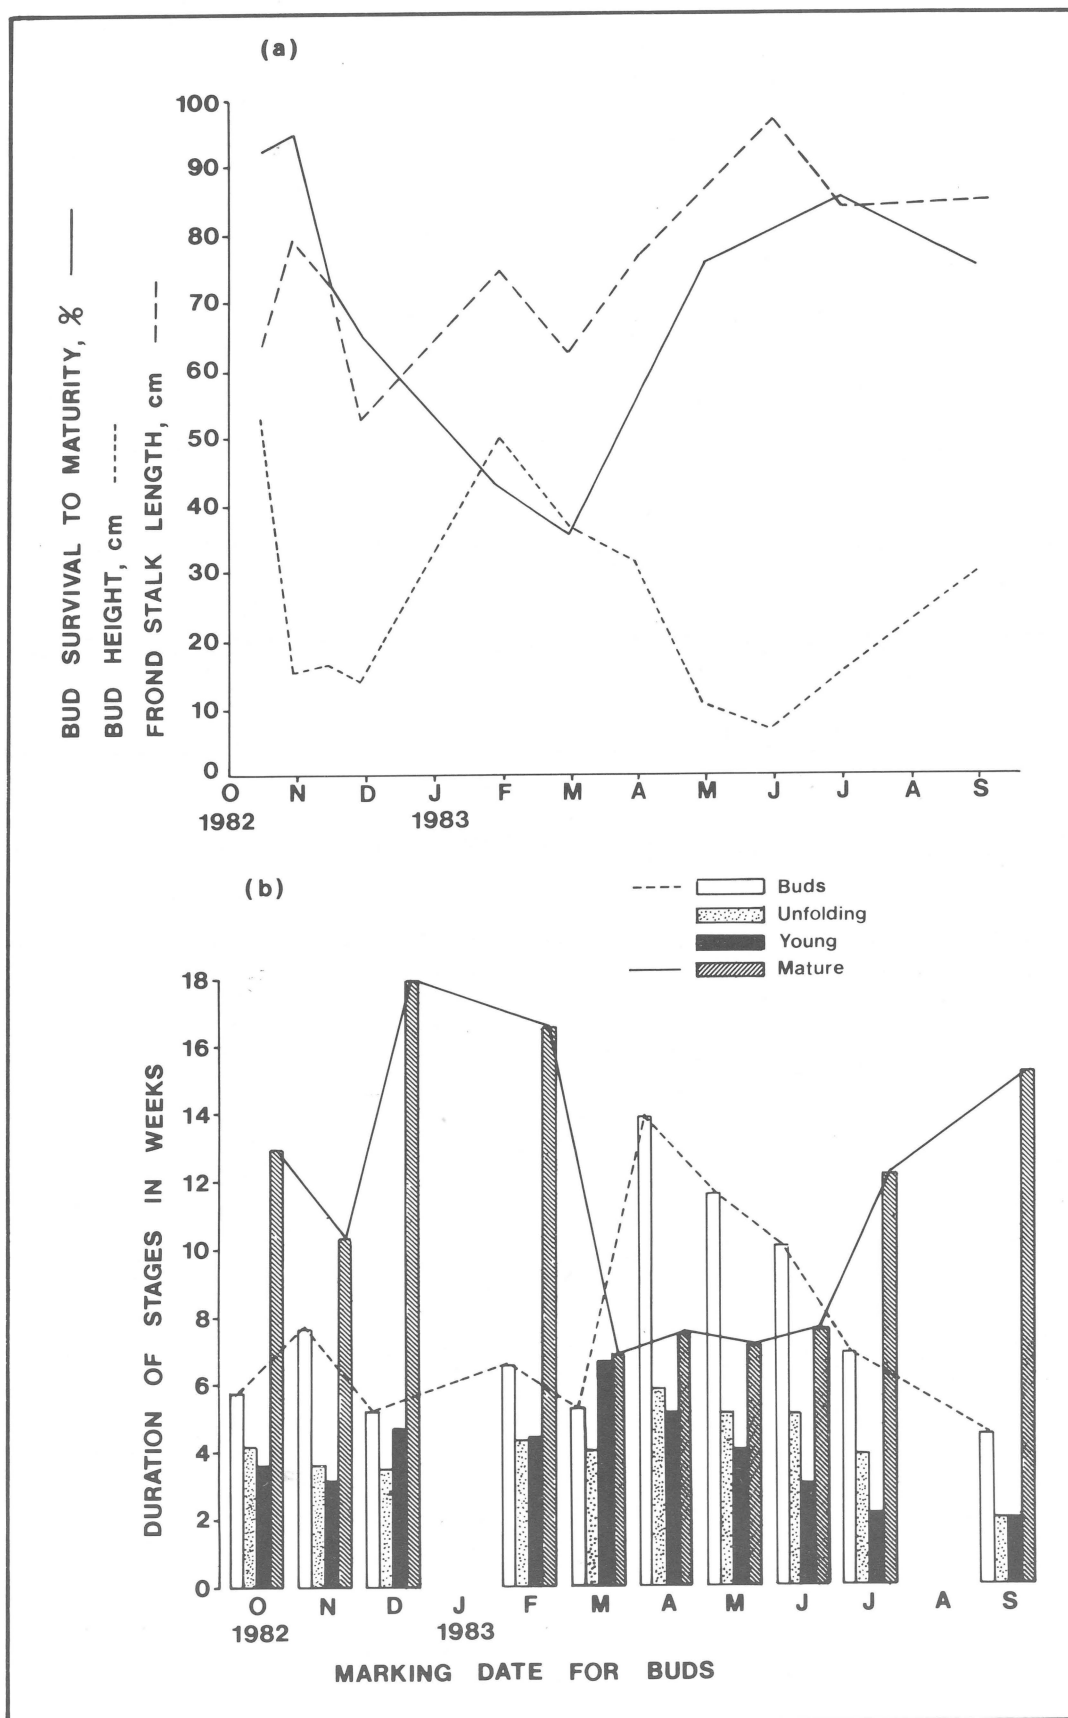 (a)
BUD SURVIVAL TO MATURITY, %
BUD HEIGHT, cm
FROND STALK LENGTH, cm
100
90
80
70
60
50
40
30
20
10
0
O N D J F M A M J J A S
1982 1983
(b)
Buds
Unfolding
Young
Mature
DURATION OF STAGES IN WEEKS
18
16
14
12
10
8
6
4
2
0
O N D J F M A M J J A S
1982 1983
MARKING DATE FOR BUDS